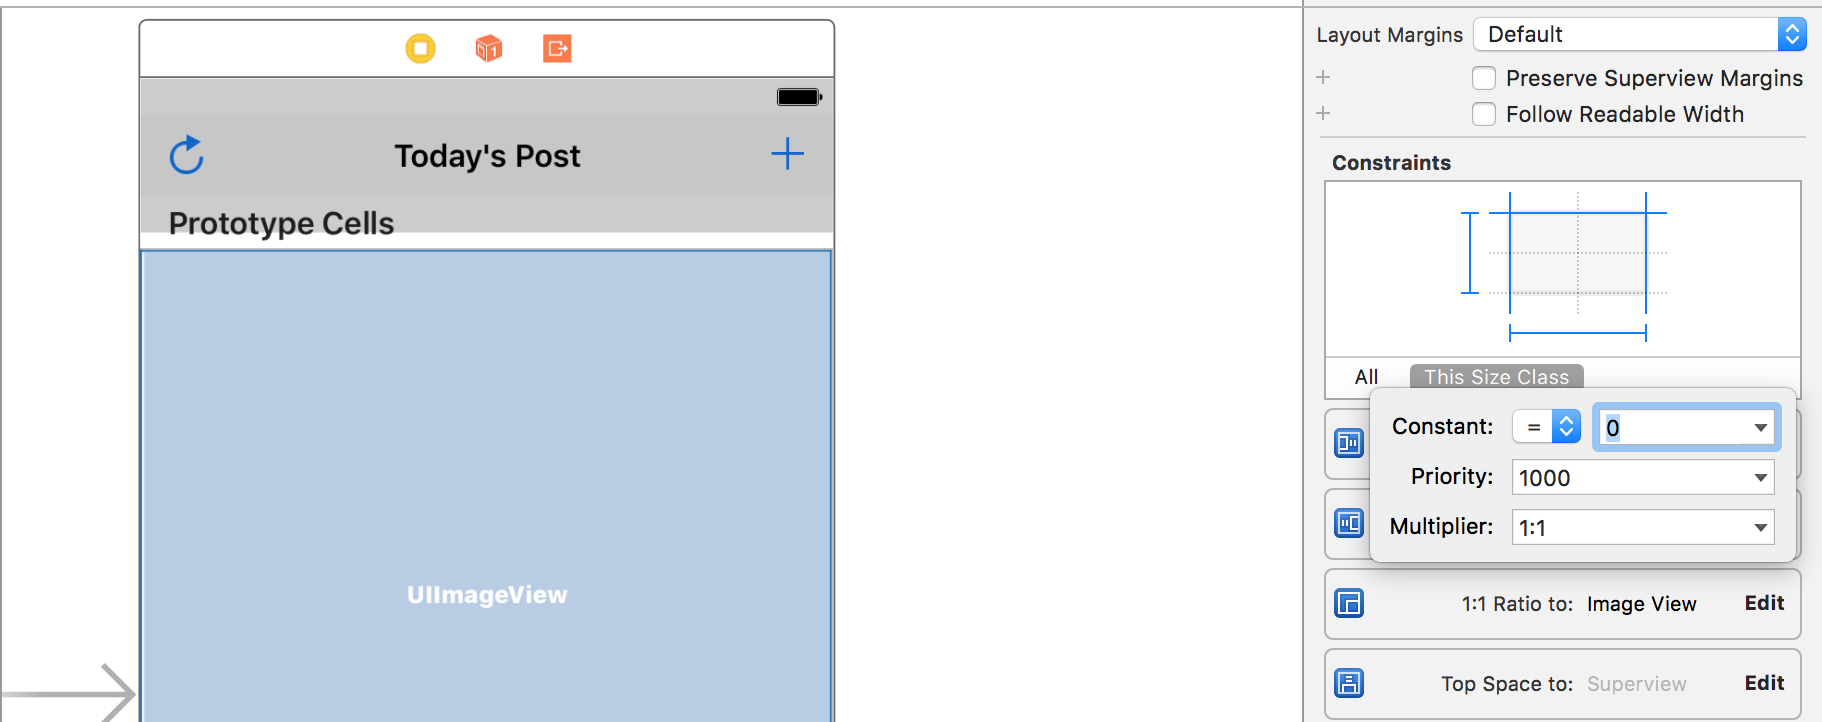 Layout Margins Default
Preserve Superview Margins
Follow Readable Width
Today's Post
Prototype Cells
UIImageView
Constraints
All This Size Class
Constant: = 0
Priority: 1000
Multiplier: 1:1
1:1 Ratio to: Image View Edit
Top Space to: Superview Edit